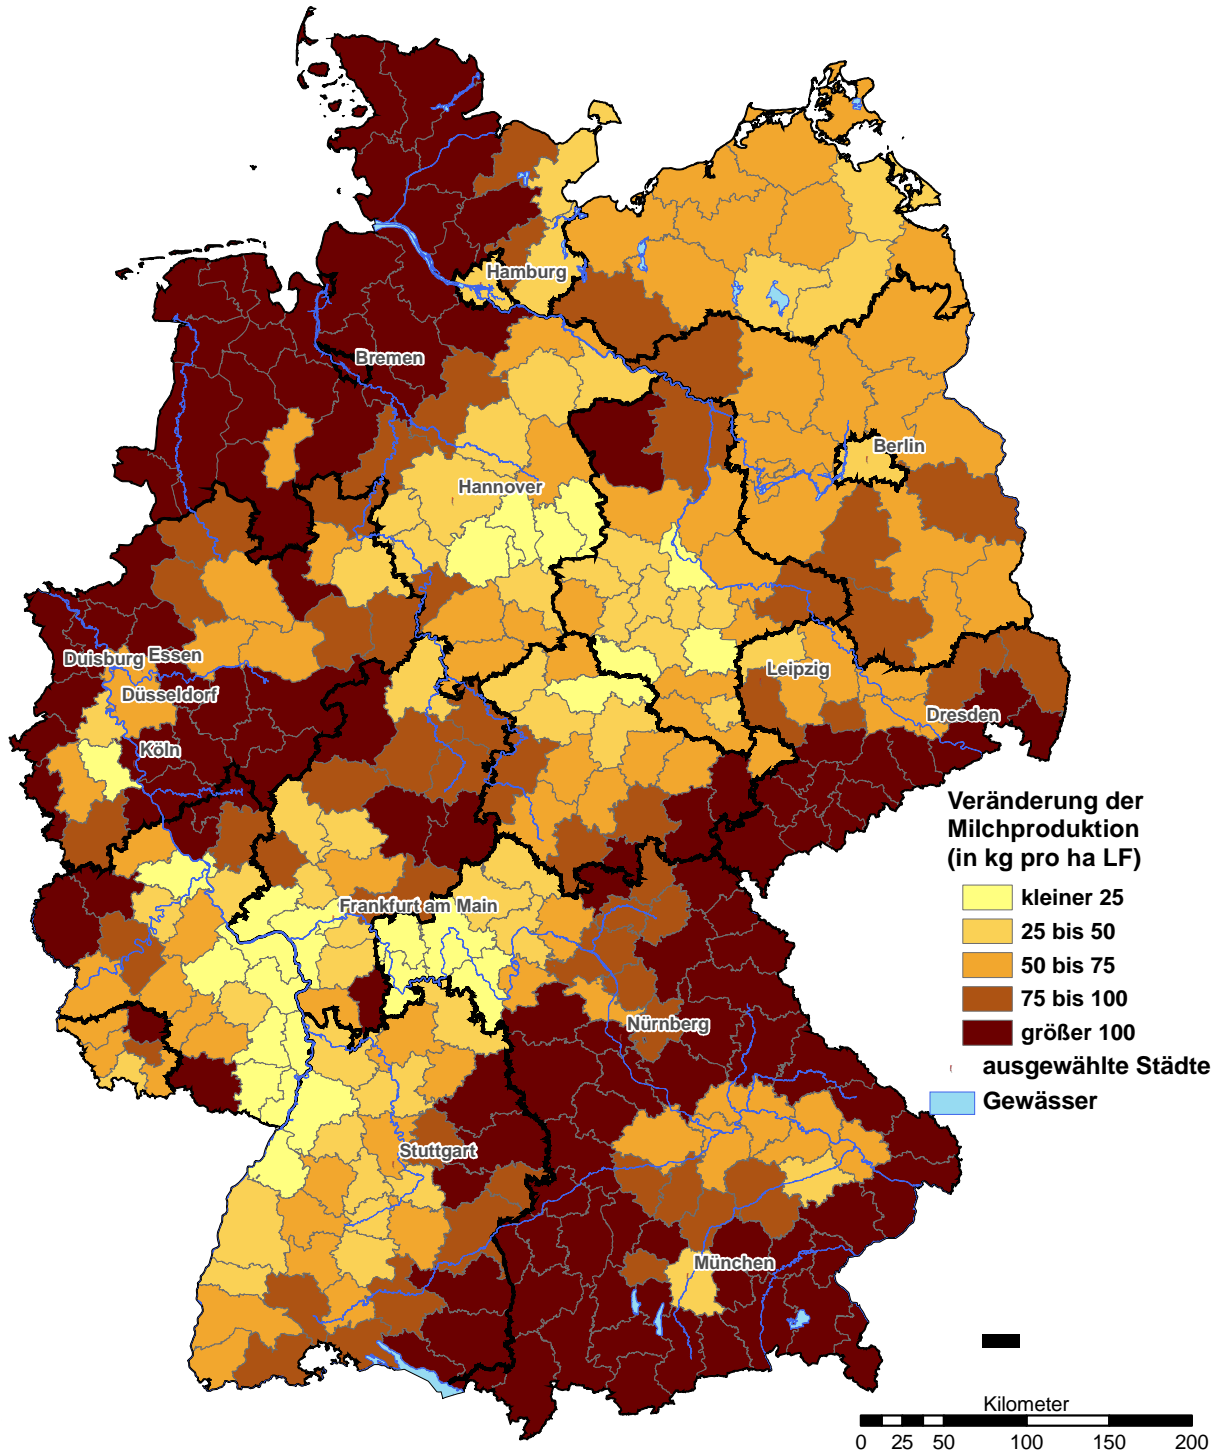 Hamburg
Bremen
Berlin
Hannover
Duisburg
Essen
Düsseldorf
Leipzig
Köln
Dresden
Frankfurt am Main
Nürnberg
Stuttgart
München
Veränderung der
Milchproduktion
(in kg pro ha LF)
kleiner 25
25 bis 50
50 bis 75
75 bis 100
größer 100
ausgewählte Städte
Gewässer
Kilometer
0 25 50 100 150 200